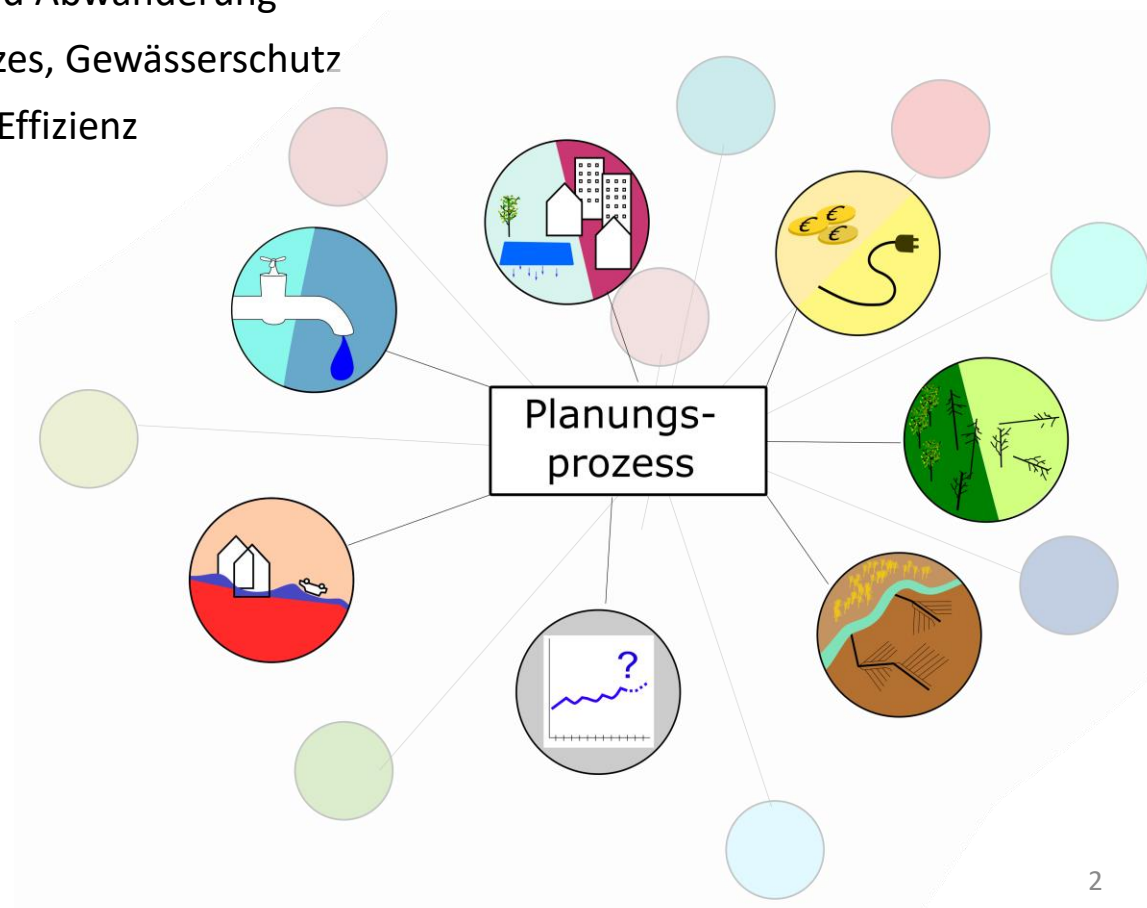 Abwanderung
zes, Gewässerschutz
Effizienz
€
€
€
Planungs-
prozess
?
2